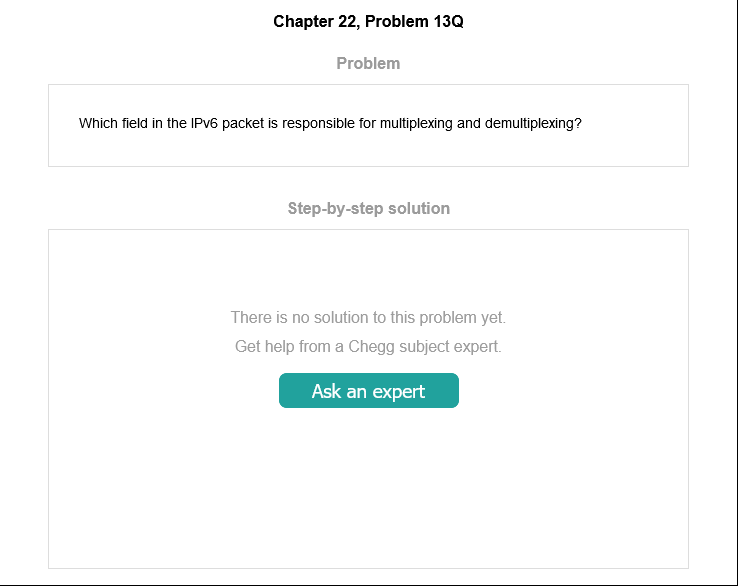 Chapter 22, Problem 13Q
Problem
Which field in the IPv6 packet is responsible for multiplexing and demultiplexing?
Step-by-step solution
There is no solution to this problem yet.
Get help from a Chegg subject expert.
Ask an expert